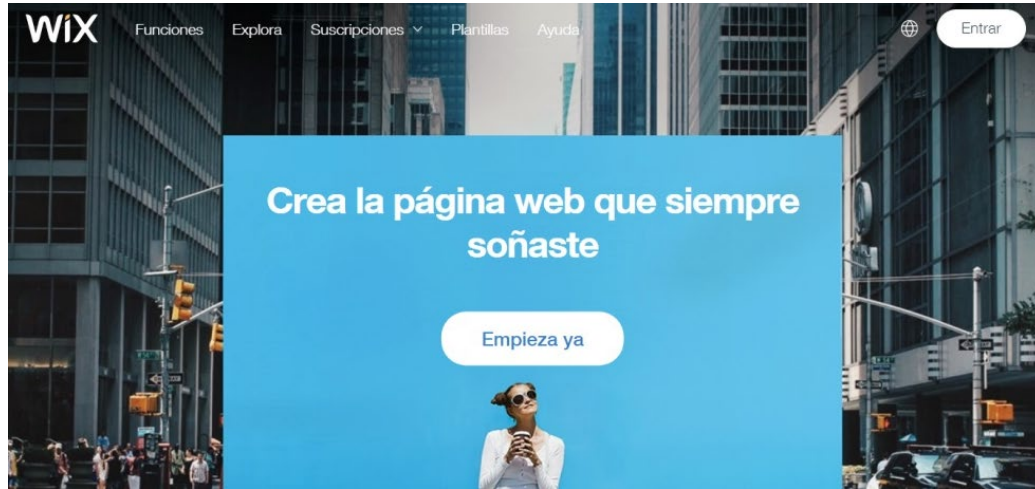 WiX Funciones Explora Suscripciones Plantillas Ayuda Entrar
Crea la página web que siempre
soñaste
Empieza ya